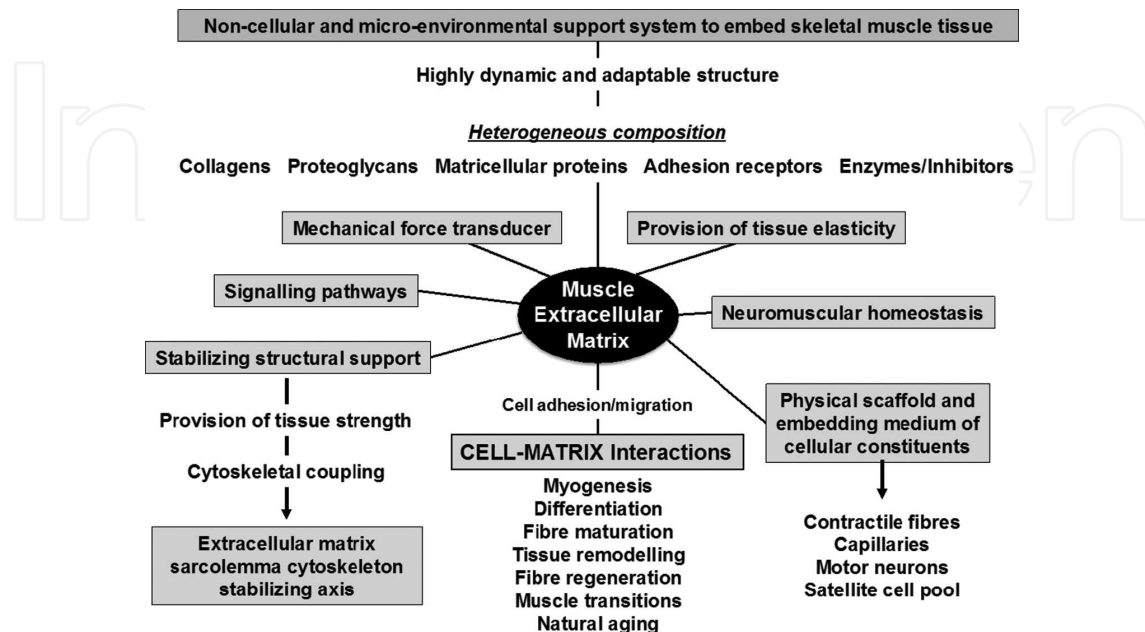 Non-cellular and micro-environmental support system to embed skeletal muscle tissue
Highly dynamic and adaptable structure
Heterogeneous composition
Collagens Proteoglycans Matricellular proteins Adhesion receptors Enzymes/Inhibitors
Mechanical force transducer
Provision of tissue elasticity
Signalling pathways
Muscle
Extracellular
Matrix
Neuromuscular homeostasis
Stabilizing structural support
Provision of tissue strength
Cytoskeletal coupling
Extracellular matrix
sarcolemma cytoskeleton
stabilizing axis
Cell adhesion/migration
CELL-MATRIX Interactions
Myogenesis
Differentiation
Fibre maturation
Tissue remodelling
Fibre regeneration
Muscle transitions
Natural aging
Physical scaffold and
embedding medium of
cellular constituents
Contractile fibres
Capillaries
Motor neurons
Satellite cell pool